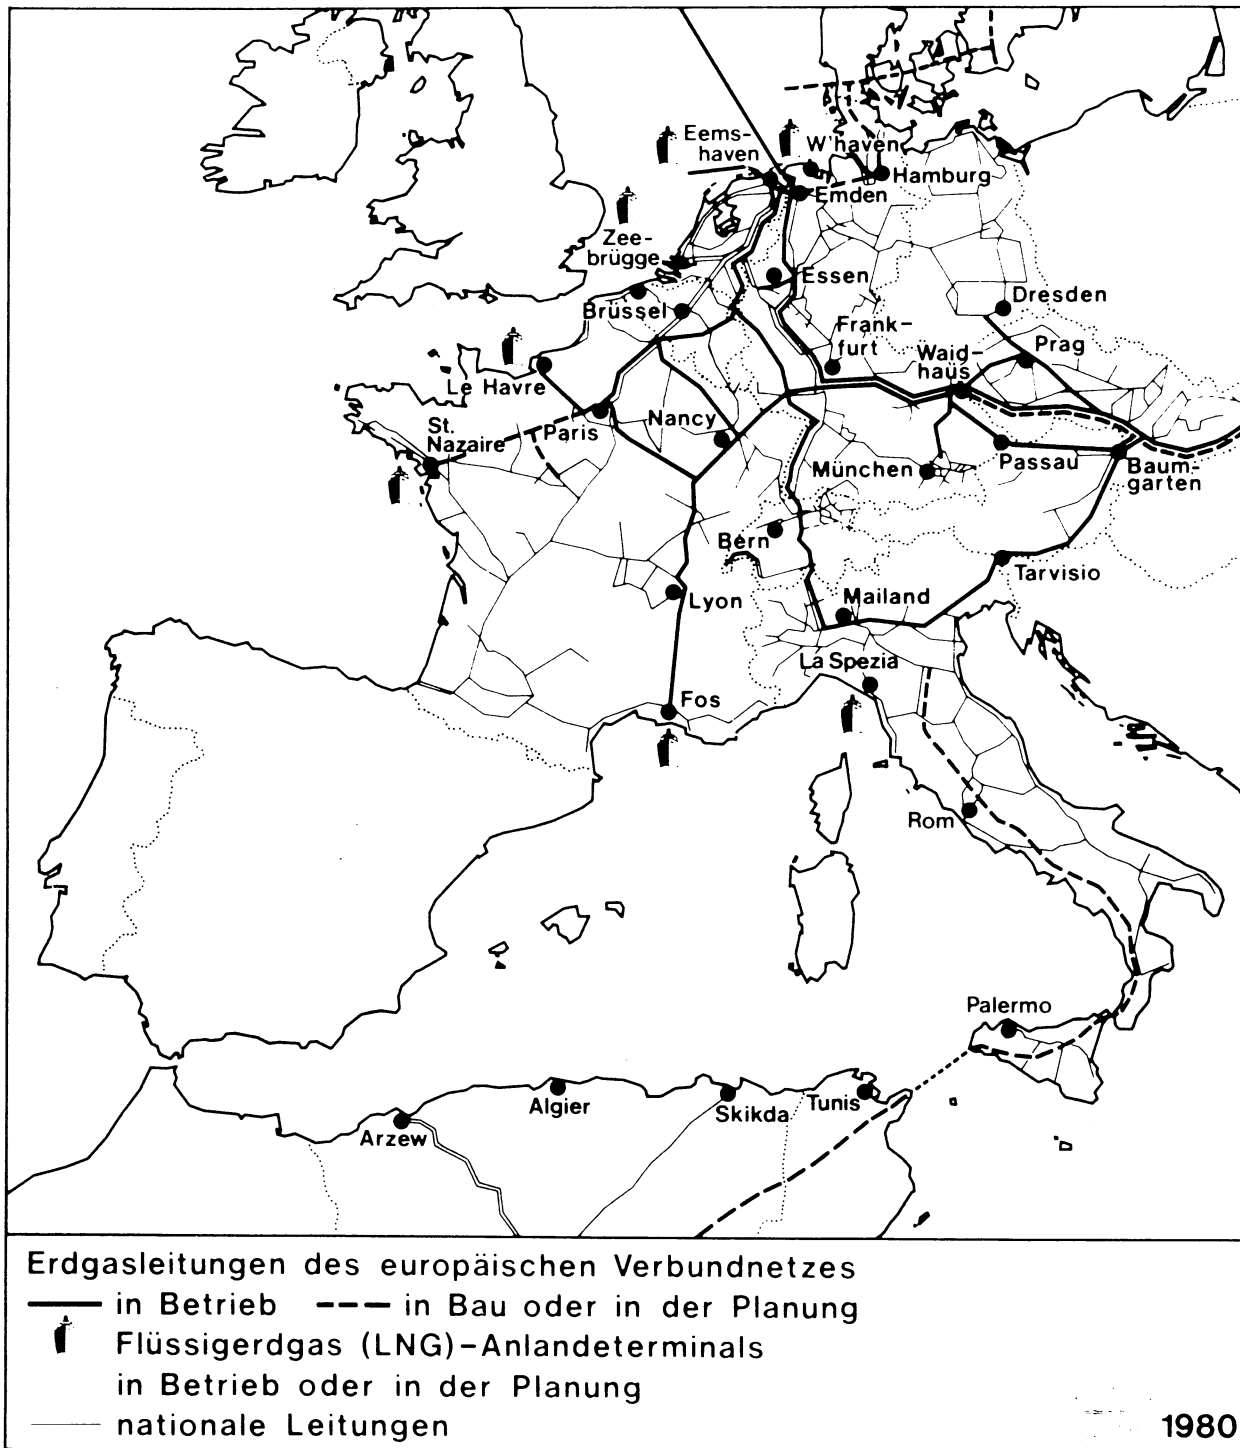 Eems-
haven
W'haven
Hamburg
Emden
Zee-
brügge
Essen
Brüssel
Dresden
Frank-
furt
Waid-
haus
Prag
Le Havre
St.
Nazaire
Paris
Nancy
München
Passau
Baum-
garten
Bern
Tarvisio
Lyon
Mailand
La Spezia
Fos
Rom
Palermo
Algier
Skikda
Tunis
Arzew
Erdgasleitungen des europäischen Verbundnetzes
in Betrieb
in Bau oder in der Planung
Flüssigerdgas (LNG)-Anlandeterminals
in Betrieb oder in der Planung
nationale Leitungen
1980